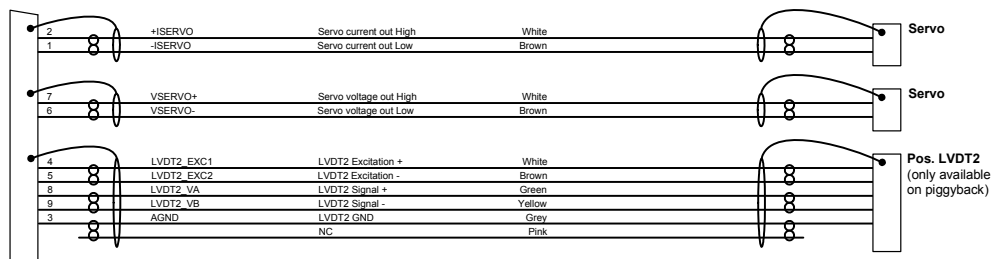 2 +ISERVO Servo current out High White Servo
1 -ISERVO Servo current out Low Brown
7 VSERVO+ Servo voltage out High White Servo
6 VSERVO- Servo voltage out Low Brown
4 LVDT2_EXC1 LVDT2 Excitation + White Pos. LVDT2
5 LVDT2_EXC2 LVDT2 Excitation - Brown (only available
8 LVDT2_VA LVDT2 Signal + Green on piggyback)
9 LVDT2_VB LVDT2 Signal - Yellow
3 AGND LVDT2 GND Grey
NC Pink